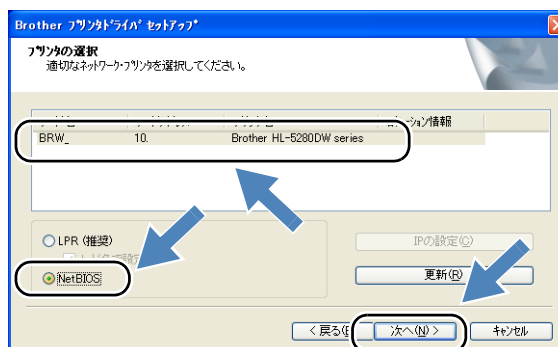 Brother プリンタドライバ セットアップ
プリンタの選択
適切なネットワーク・プリンタを選択してください。
ーション情報
BRW_ 10. Brother HL-5280DW series
LPR (推奨)
IPの設定(C)
NetBIOS
更新(R)
< 戻る 次へ(N) > キャンセル